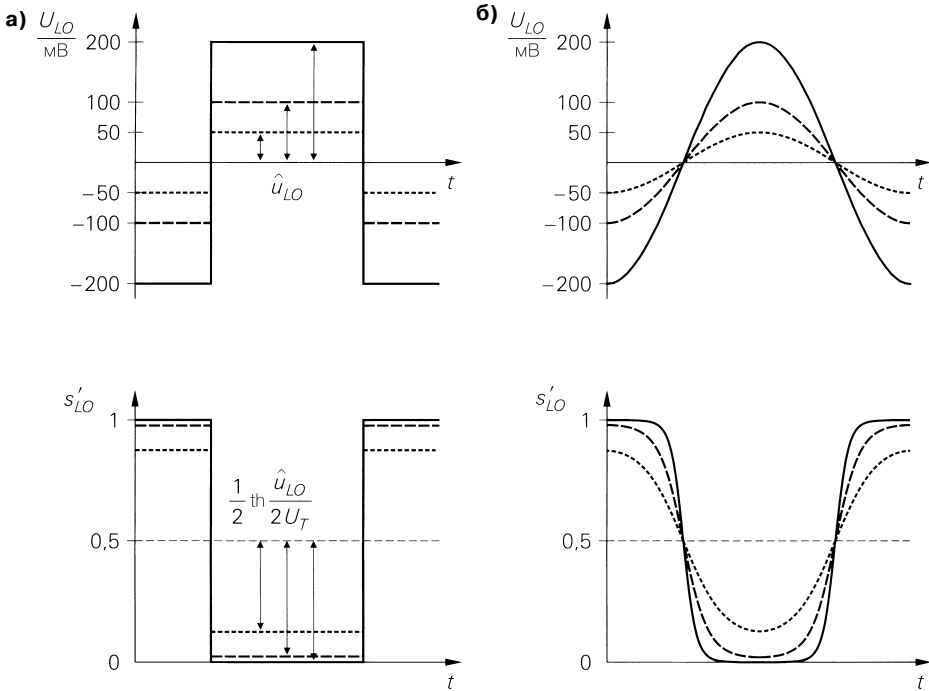 а)
U_LO
мВ
200
100
50
-50
-100
-200
û_LO
t
б)
U_LO
мВ
200
100
50
-50
-100
-200
t
s′_LO
1
0,5
0
1/2 th û_LO/2U_T
t
s′_LO
1
0,5
0
t